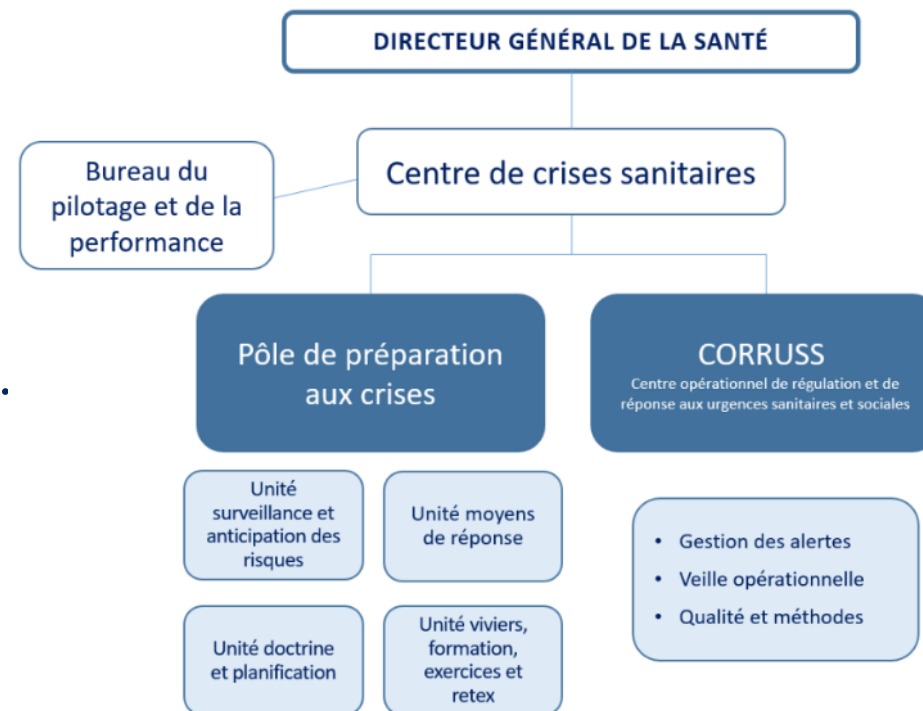 DIRECTEUR GÉNÉRAL DE LA SANTÉ
Centre de crises sanitaires
Bureau du
pilotage et de la
performance
Pôle de préparation
aux crises
CORRUSS
Centre opérationnel de régulation et de
réponse aux urgences sanitaires et sociales
Unité
surveillance et
anticipation des
risques
Unité moyens
de réponse
Unité doctrine
et planification
Unité viviers,
formation,
exercices et
retex
• Gestion des alertes
• Veille opérationnelle
• Qualité et méthodes